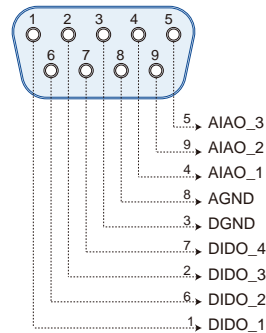 1 2 3 4 5
6 7 8 9
5 AIAO_3
9 AIAO_2
4 AIAO_1
8 AGND
3 DGND
7 DIDO_4
2 DIDO_3
6 DIDO_2
1 DIDO_1